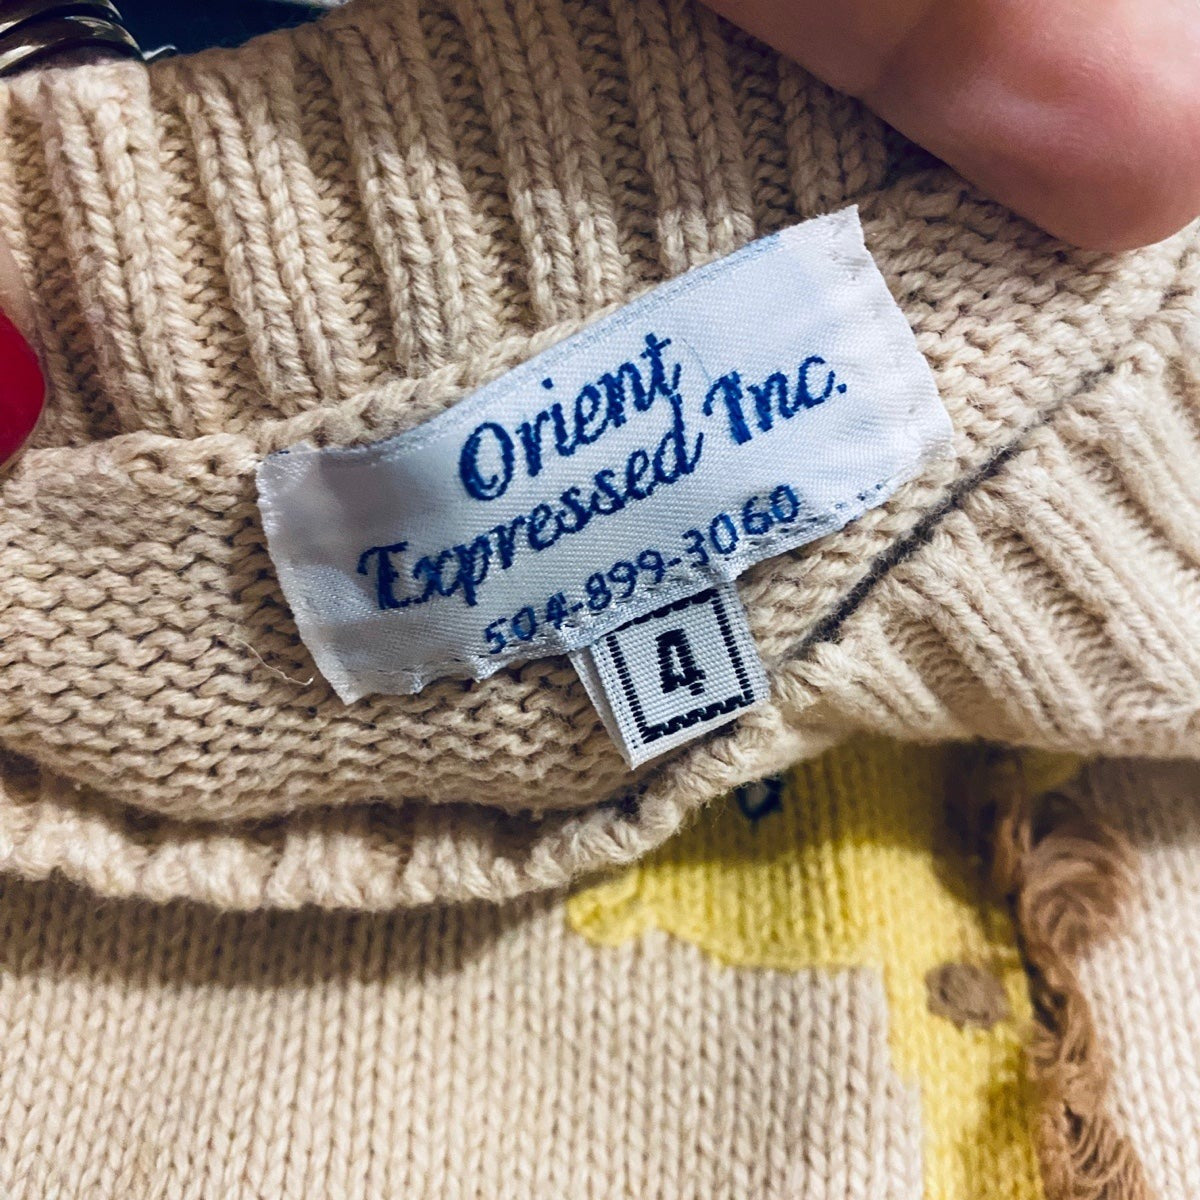 Orient
Expressed Inc.
504-899-3060
4